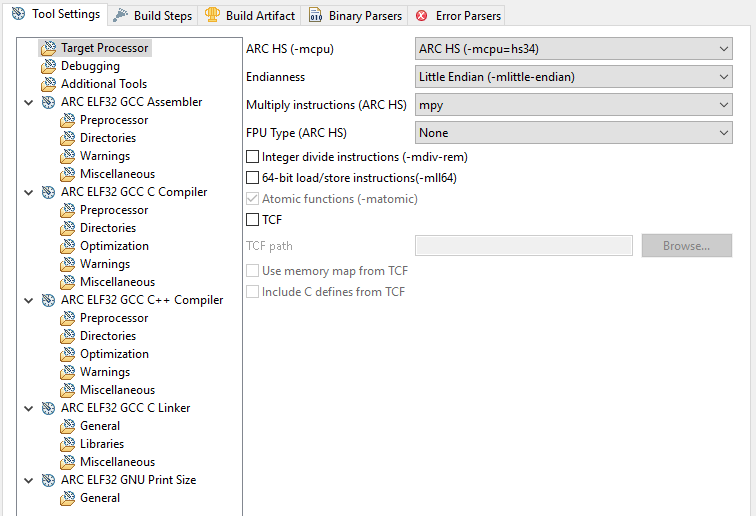 Tool Settings Build Steps Build Artifact Binary Parsers Error Parsers
Target Processor
Debugging
Additional Tools
ARC ELF32 GCC Assembler
Preprocessor
Directories
Warnings
Miscellaneous
ARC ELF32 GCC C Compiler
Preprocessor
Directories
Optimization
Warnings
Miscellaneous
ARC ELF32 GCC C++ Compiler
Preprocessor
Directories
Optimization
Warnings
Miscellaneous
ARC ELF32 GCC C Linker
General
Libraries
Miscellaneous
ARC ELF32 GNU Print Size
General
ARC HS (-mcpu) ARC HS (-mcpu=hs34)
Endianness Little Endian (-mlittle-endian)
Multiply instructions (ARC HS) mpy
FPU Type (ARC HS) None
Integer divide instructions (-mdiv-rem)
64-bit load/store instructions(-mll64)
Atomic functions (-matomic)
TCF
TCF path Browse...
Use memory map from TCF
Include C defines from TCF